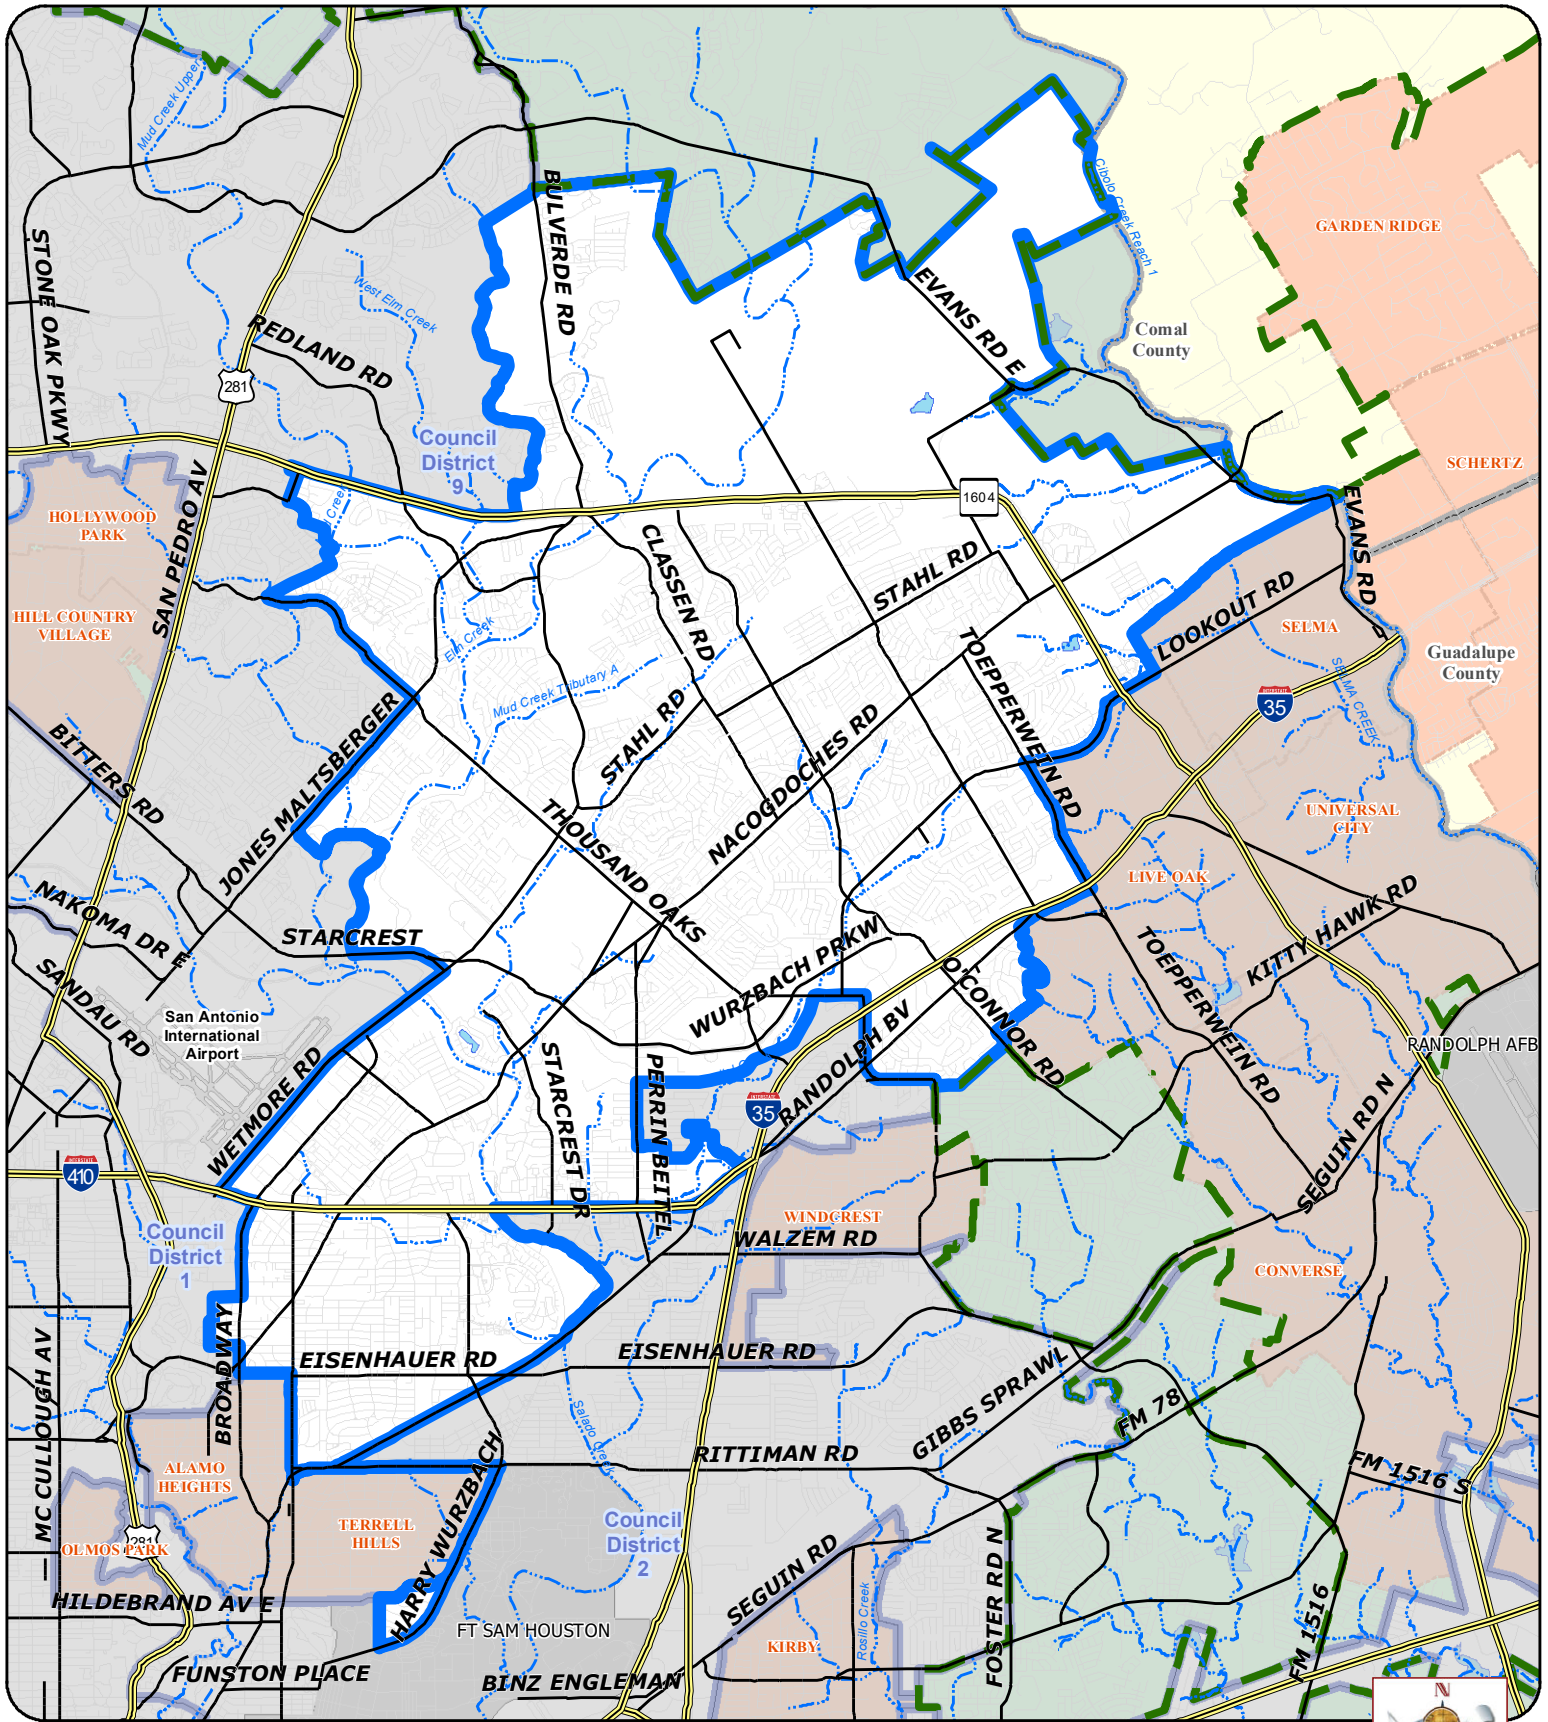 Mud Creek Upper
BULVERDE RD
Cibolo Creek Reach 1
GARDEN RIDGE
STONE OAK PKWY
West Elm Creek
EVANS RD E
REDLAND RD
Comal
County
281
Council
District
9
SCHERTZ
SAN PEDRO AV
1604
HOLLYWOOD
PARK
EVANS RD
CLASSEN RD
STAHL RD
HILL COUNTRY
VILLAGE
Elm Creek
LOOKOUT RD
SELMA
TOEPPERWEIN RD
Guadalupe
County
Mud Creek Tributary A
SELMA CREEK
INTERSTATE
35
BITTERS RD
JONES MALTSBERGER
STAHL RD
NACOGDOCHES RD
THOUSAND OAKS
UNIVERSAL
CITY
LIVE OAK
NAKOMA DR E
STARCREST
KITTY HAWK RD
SANDAU RD
WURZBACH PRKW
O'CONNOR RD
TOEPPERWEIN RD
San Antonio
International
Airport
RANDOLPH BV
RANDOLPH AFB
WETMORE RD
STARCREST DR
PERRIN BEITEL
INTERSTATE
35
SEGUIN RD N
INTERSTATE
410
WINDCREST
WALZEM RD
Council
District
1
CONVERSE
BROADWAY
EISENHAUER RD
EISENHAUER RD
MC CULLOUGH AV
GIBBS SPRAWL
FM 78
Salado Creek
ALAMO
HEIGHTS
HARRY WURZBACH
RITTIMAN RD
FM 1516 S
TERRELL
HILLS
Council
District
2
281
OLMOS PARK
SEGUIN RD
FOSTER RD N
HILDEBRAND AV E
Rosillo Creek
FT SAM HOUSTON
KIRBY
FM 1516
FUNSTON PLACE
BINZ ENGLEMAN
N